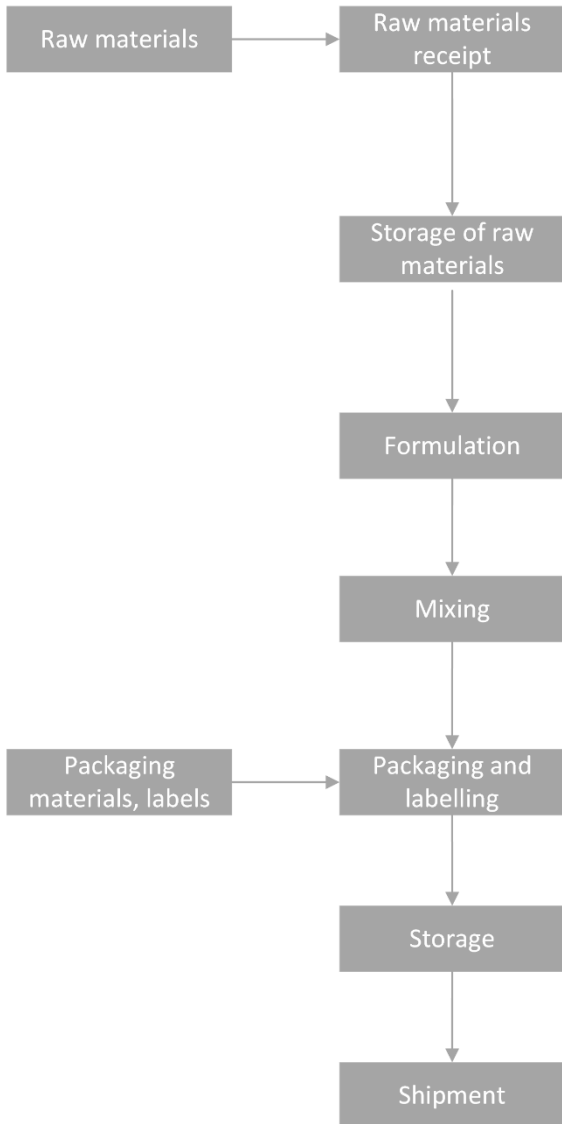 Raw materials
Raw materials
receipt
Storage of raw
materials
Formulation
Mixing
Packaging
materials, labels
Packaging and
labelling
Storage
Shipment